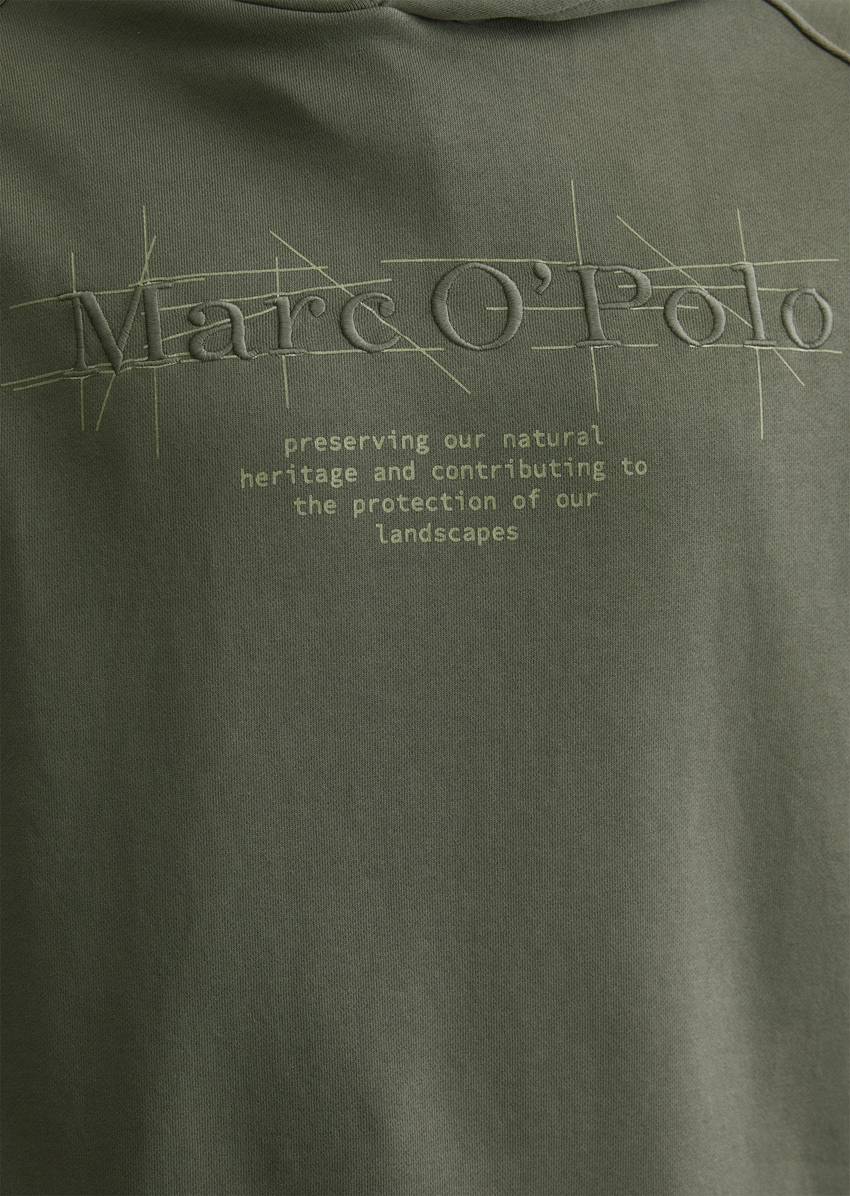 Marc O'Polo
preserving our natural
heritage and contributing to
the protection of our
landscapes